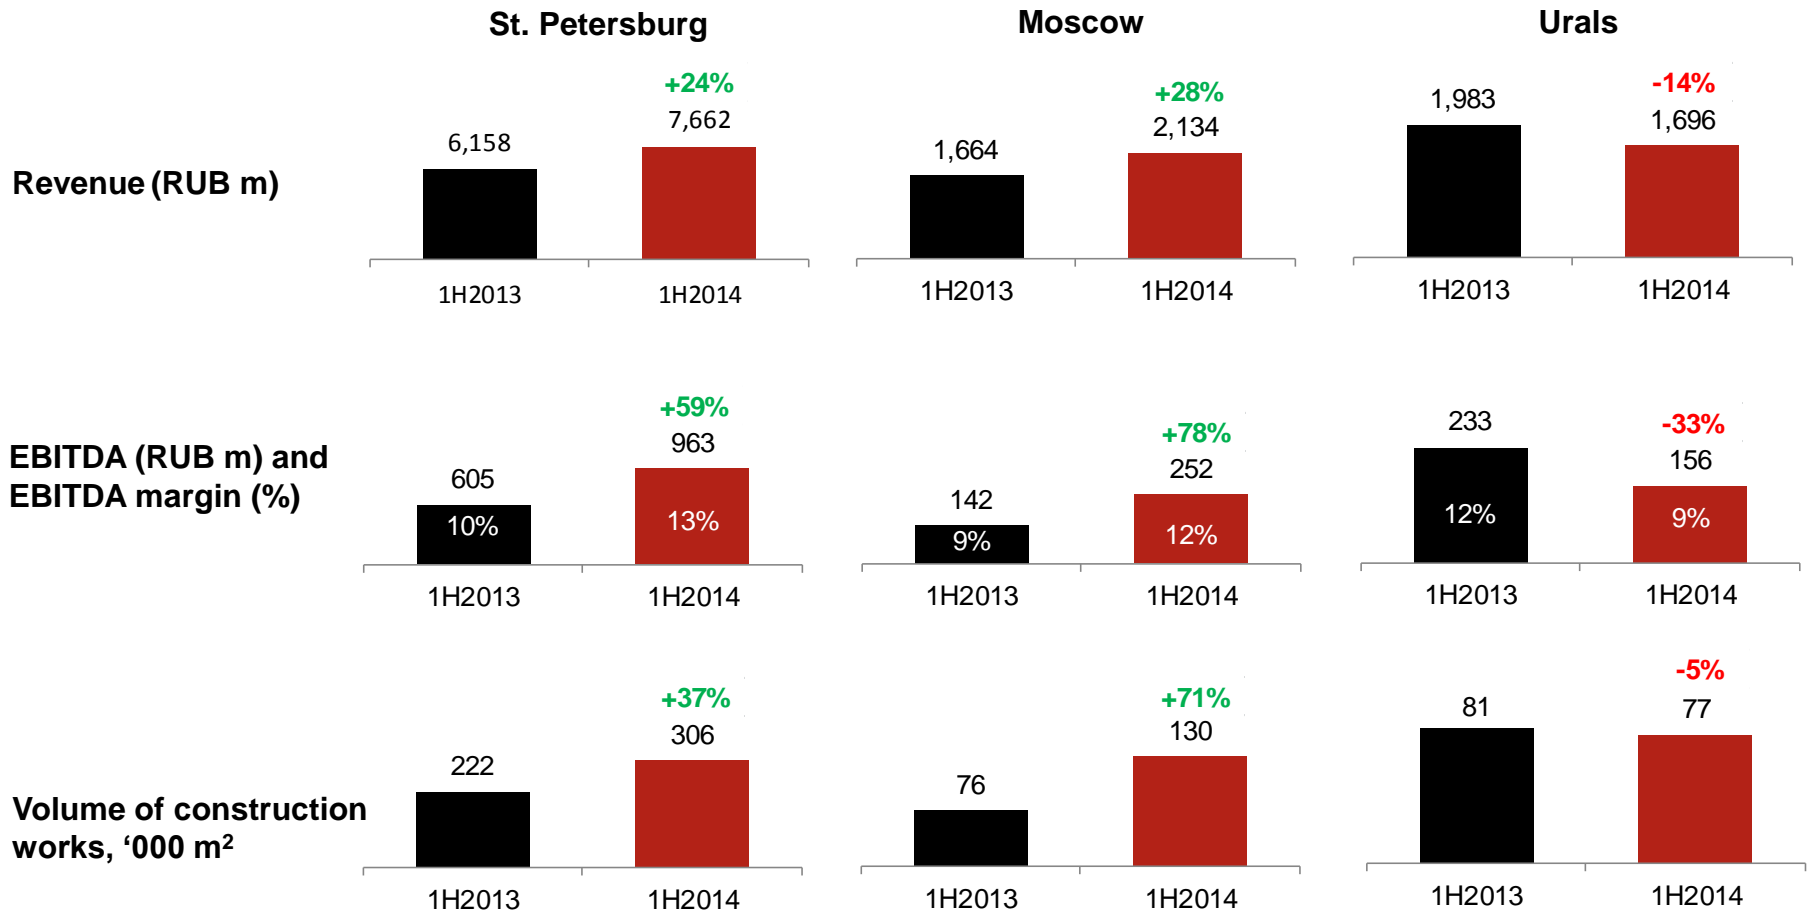 St. Petersburg
Moscow
Urals
Revenue (RUB m)
+24%
7,662
6,158
1H2013
1H2014
+28%
2,134
1,664
1H2013
1H2014
-14%
1,983
1,696
1H2013
1H2014
EBITDA (RUB m) and
EBITDA margin (%)
+59%
963
605
10%
13%
1H2013
1H2014
+78%
252
142
9%
12%
1H2013
1H2014
-33%
233
156
12%
9%
1H2013
1H2014
Volume of construction
works, ‘000 m²
+37%
306
222
1H2013
1H2014
+71%
130
76
1H2013
1H2014
-5%
81
77
1H2013
1H2014